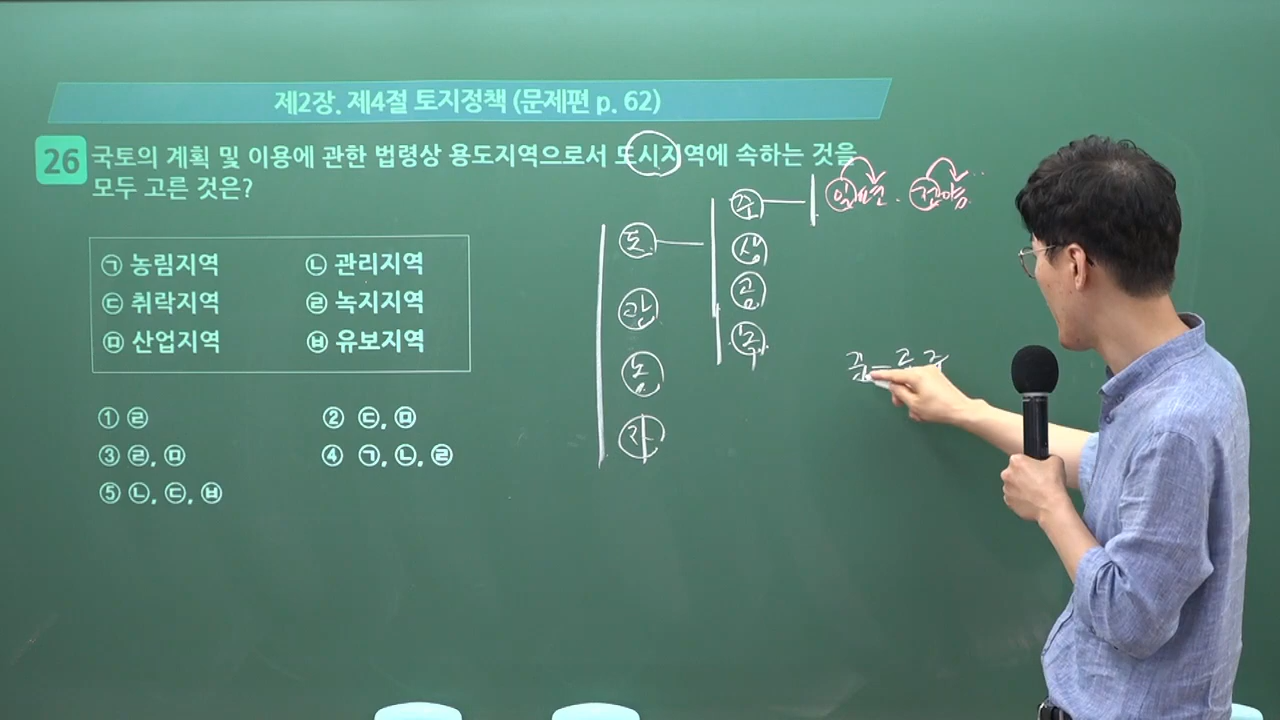 제2장. 제4절 토지정책 (문제편 p. 62)
26 국토의 계획 및 이용에 관한 법령상 용도지역으로서 도시지역에 속하는 것을
모두 고른 것은?
㉠ 농림지역 ㉡ 관리지역
㉢ 취락지역 ㉣ 녹지지역
㉤ 산업지역 ㉥ 유보지역
① ㉣ ② ㉢, ㉤
③ ㉣, ㉤ ④ ㉠, ㉡, ㉣
⑤ ㉡, ㉢, ㉥
도
관
농
자
주
상
공
녹